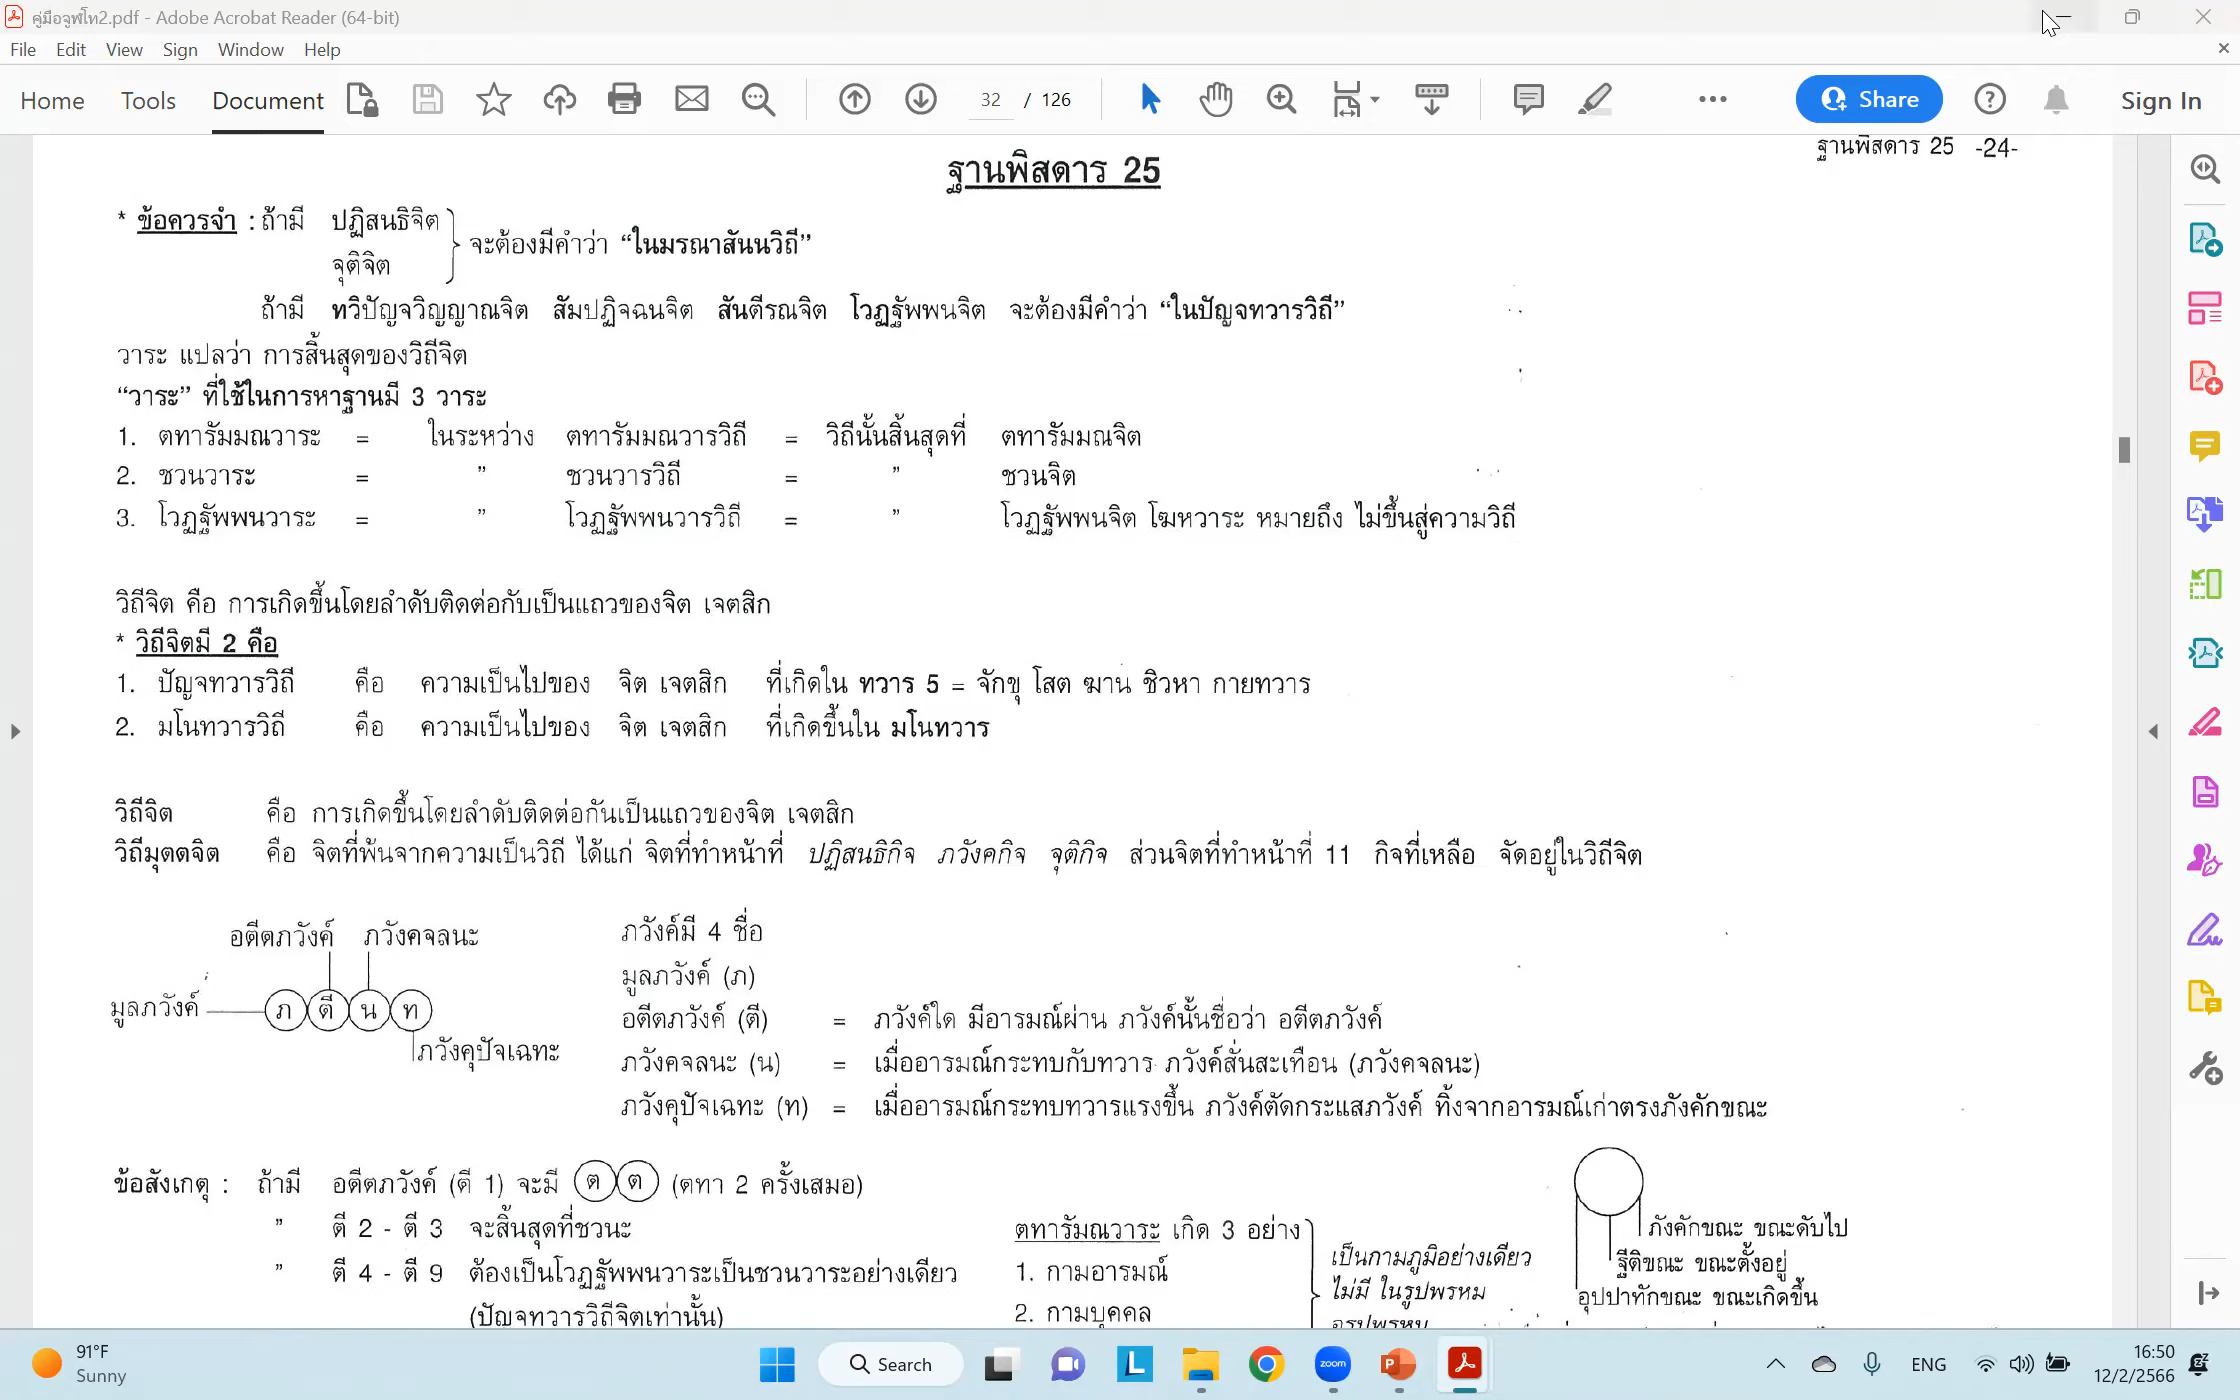 คู่มือจูฬโท2.pdf - Adobe Acrobat Reader (64-bit)
File Edit View Sign Window Help
Home Tools Document 32 / 126 Share Sign In
ฐานพิสดาร 25 -24-
ฐานพิสดาร 25
* ข้อควรจำ : ถ้ามี ปฏิสนธิจิต
จุติจิต
จะต้องมีคำว่า “ในมรณาสันนวิถี”
ถ้ามี ทวิปัญจวิญญาณจิต สัมปฏิจฉนจิต สันตีรณจิต โวฏฐัพพนจิต จะต้องมีคำว่า “ในปัญจทวารวิถี”
วาระ แปลว่า การสิ้นสุดของวิถีจิต
“วาระ” ที่ใช้ในการหาฐานมี 3 วาระ
1. ตทารัมมณวาระ = ในระหว่าง ตทารัมมณวารวิถี = วิถีนั้นสิ้นสุดที่ ตทารัมมณจิต
2. ชวนวาระ = ” ชวนวารวิถี = ” ชวนจิต
3. โวฏฐัพพนวาระ = ” โวฏฐัพพนวารวิถี = ” โวฏฐัพพนจิต โฆหวาระ หมายถึง ไม่ขึ้นสู่ความวิถี
วิถีจิต คือ การเกิดขึ้นโดยลำดับติดต่อกับเป็นแถวของจิต เจตสิก
* วิถีจิตมี 2 คือ
1. ปัญจทวารวิถี คือ ความเป็นไปของ จิต เจตสิก ที่เกิดใน ทวาร 5 = จักขุ โสต ฆาน ชิวหา กายทวาร
2. มโนทวารวิถี คือ ความเป็นไปของ จิต เจตสิก ที่เกิดขึ้นใน มโนทวาร
วิถีจิต คือ การเกิดขึ้นโดยลำดับติดต่อกันเป็นแถวของจิต เจตสิก
วิถีมุตตจิต คือ จิตที่พ้นจากความเป็นวิถี ได้แก่ จิตที่ทำหน้าที่ ปฏิสนธิกิจ ภวังคกิจ จุติกิจ ส่วนจิตที่ทำหน้าที่ 11 กิจที่เหลือ จัดอยู่ในวิถีจิต
อตีตภวังค์ ภวังคจลนะ
มูลภวังค์ ภ ตี น ท
ภวังคุปัจเฉทะ
ภวังค์มี 4 ชื่อ
มูลภวังค์ (ภ)
อตีตภวังค์ (ตี) = ภวังค์ใด มีอารมณ์ผ่าน ภวังค์นั้นชื่อว่า อตีตภวังค์
ภวังคจลนะ (น) = เมื่ออารมณ์กระทบกับทวาร ภวังค์สั่นสะเทือน (ภวังคจลนะ)
ภวังคุปัจเฉทะ (ท) = เมื่ออารมณ์กระทบทวารแรงขึ้น ภวังค์ตัดกระแสภวังค์ ทิ้งจากอารมณ์เก่าตรงภังคักขณะ
ข้อสังเกตุ : ถ้ามี อตีตภวังค์ (ตี 1) จะมี ต ต (ตทา 2 ครั้งเสมอ)
” ตี 2 - ตี 3 จะสิ้นสุดที่ชวนะ
” ตี 4 - ตี 9 ต้องเป็นโวฏฐัพพนวาระเป็นชวนวาระอย่างเดียว
(ปัญจทวารวิถีจิตเท่านั้น)
ตทารัมณวาระ เกิด 3 อย่าง
1. กามอารมณ์
2. กามบุคคล
เป็นกามภูมิอย่างเดียว
ไม่มี ในรูปพรหม
อรูปพรหม
ภังคักขณะ ขณะดับไป
ฐีติขณะ ขณะตั้งอยู่
อุปปาทักขณะ ขณะเกิดขึ้น
91°F
Sunny
Search
zoom
ENG
16:50
12/2/2566